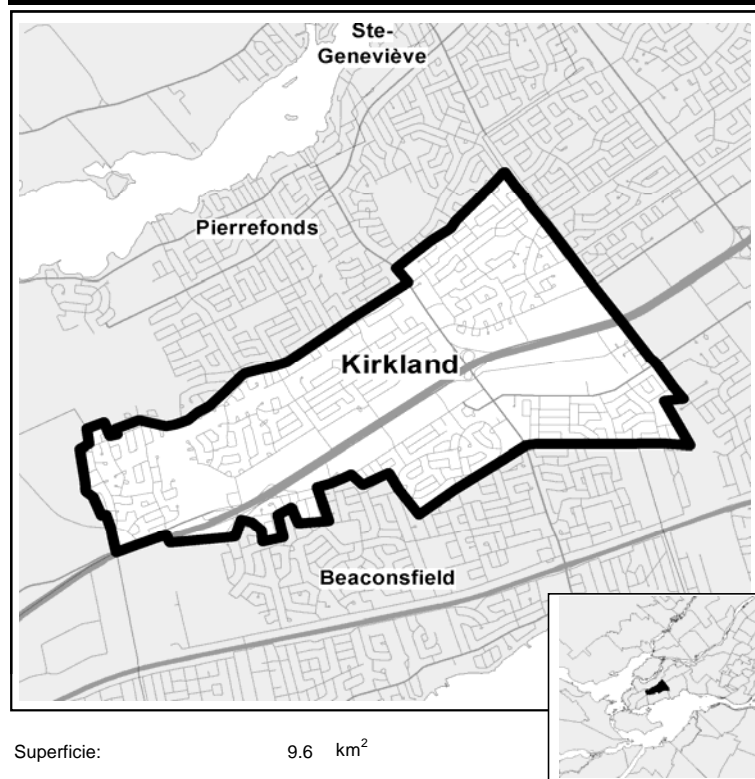 Ste-
Geneviève
Pierrefonds
Kirkland
Beaconsfield
Superficie: 9.6 km²